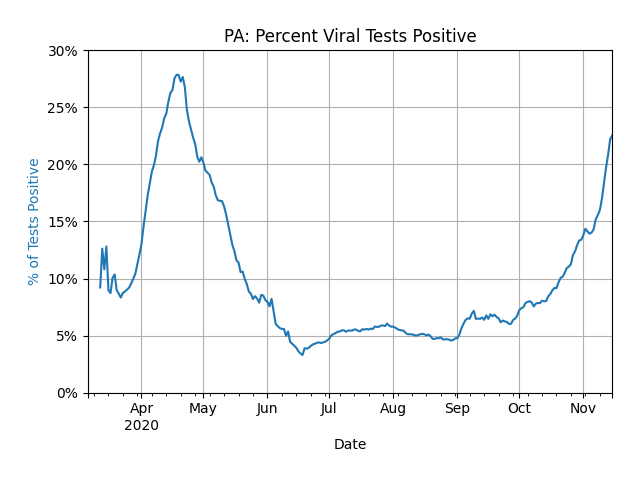 PA: Percent Viral Tests Positive
30%
25%
20%
15%
10%
5%
0%
% of Tests Positive
Apr May Jun Jul Aug Sep Oct Nov
2020
Date